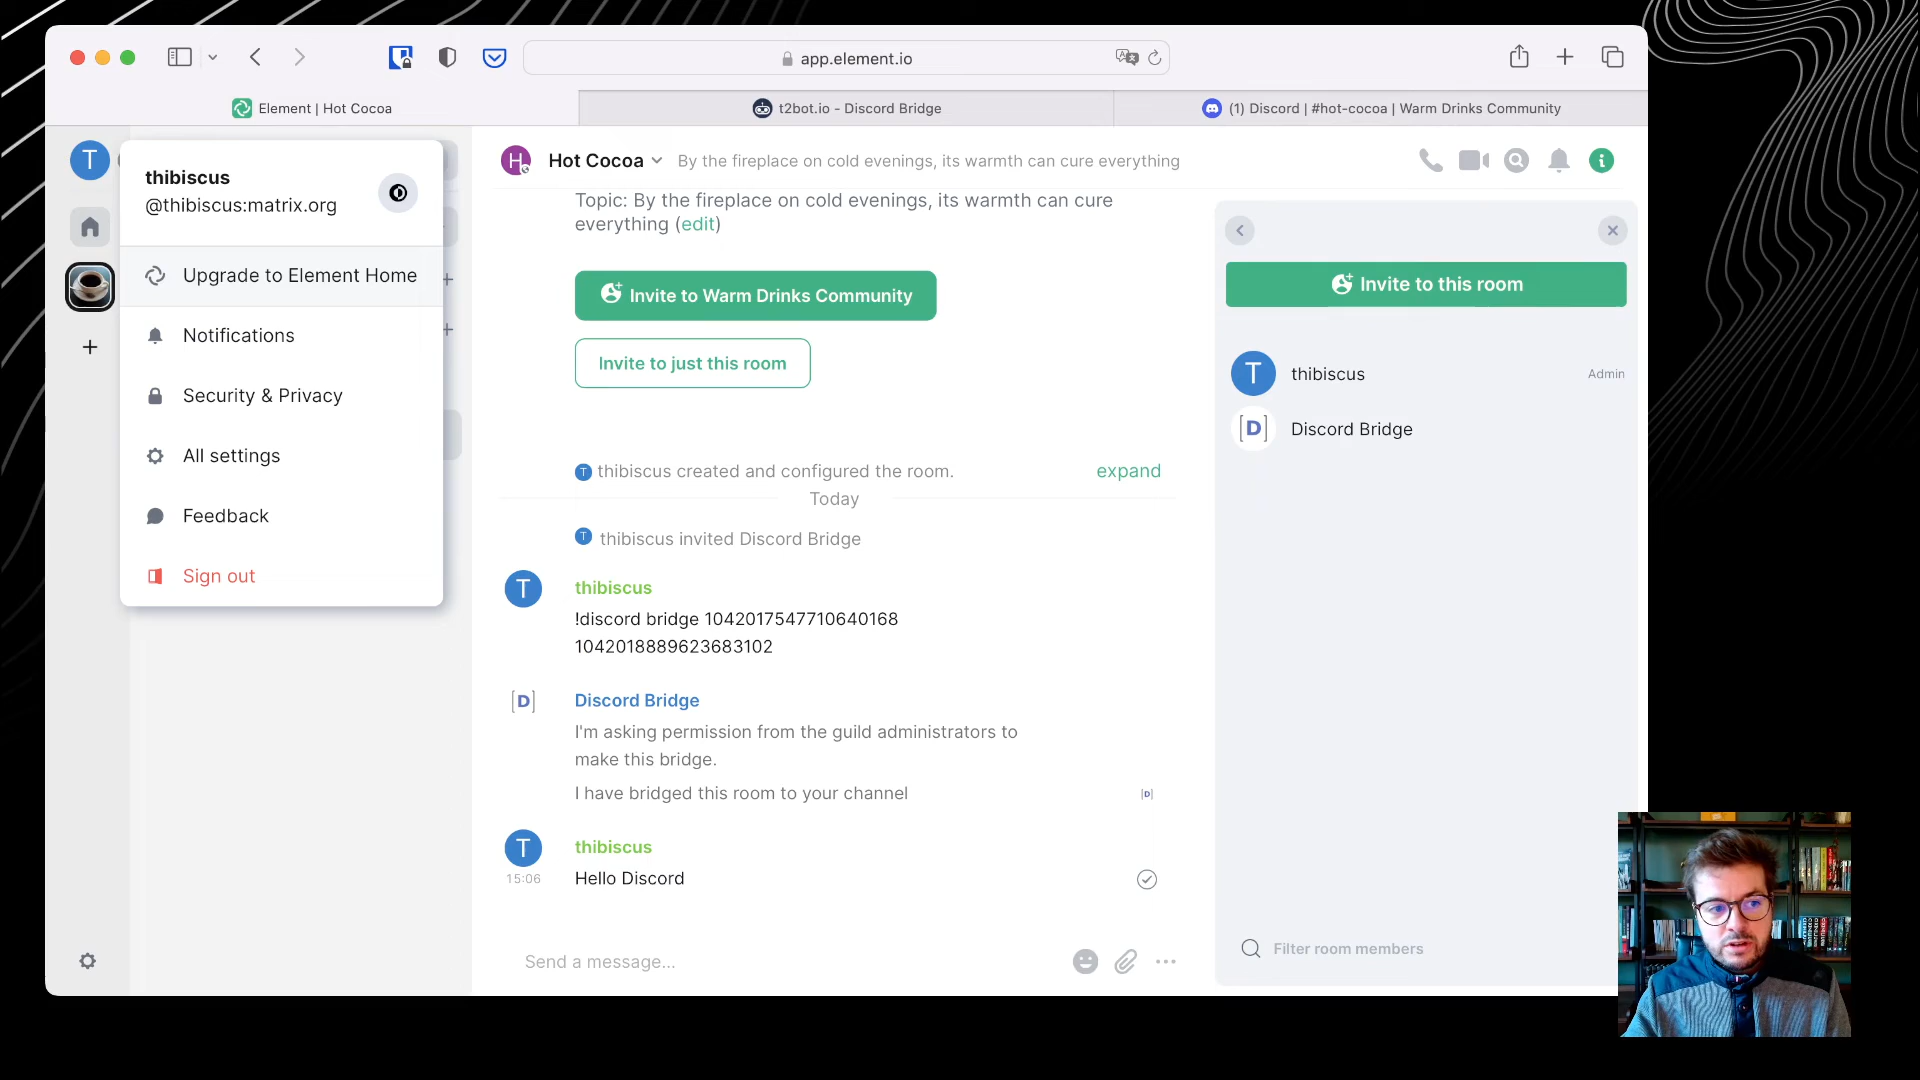 app.element.io
Element | Hot Cocoa
t2bot.io - Discord Bridge
(1) Discord | #hot-cocoa | Warm Drinks Community
T
thibiscus
@thibiscus:matrix.org
Upgrade to Element Home
Notifications
Security & Privacy
All settings
Feedback
Sign out
H
Hot Cocoa
By the fireplace on cold evenings, its warmth can cure everything
Topic: By the fireplace on cold evenings, its warmth can cure
everything (edit)
Invite to Warm Drinks Community
Invite to just this room
T thibiscus created and configured the room.
expand
Today
T thibiscus invited Discord Bridge
T
thibiscus
!discord bridge 1042017547710640168
1042018889623683102
[D]
Discord Bridge
I'm asking permission from the guild administrators to
make this bridge.
I have bridged this room to your channel
[D]
T
thibiscus
15:06
Hello Discord
Send a message...
Invite to this room
T
thibiscus
Admin
[D]
Discord Bridge
Filter room members